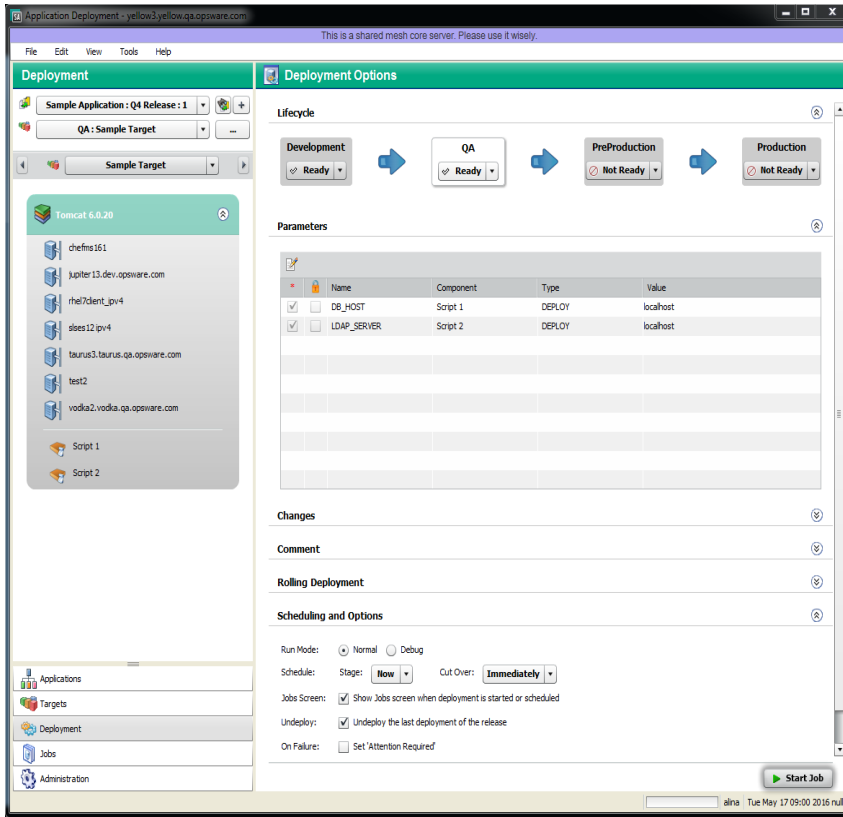 Application Deployment - yellow3.yellow.qa.opsware.com
This is a shared mesh core server. Please use it wisely.
File Edit View Tools Help
Deployment
Sample Application : Q4 Release : 1
QA : Sample Target
...
Sample Target
Tomcat 6.0.20
chefms161
jupiter13.dev.opsware.com
rhel7client_ipv4
slses12 ipv4
taurus3.taurus.qa.opsware.com
test2
vodka2.vodka.qa.opsware.com
Script 1
Script 2
Applications
Targets
Deployment
Jobs
Administration
Deployment Options
Lifecycle
Development QA PreProduction Production
Ready Ready Not Ready Not Ready
Parameters
* Name Component Type Value
DB_HOST Script 1 DEPLOY localhost
LDAP_SERVER Script 2 DEPLOY localhost
Changes
Comment
Rolling Deployment
Scheduling and Options
Run Mode: Normal Debug
Schedule: Stage: Now Cut Over: Immediately
Jobs Screen: Show Jobs screen when deployment is started or scheduled
Undeploy: Undeploy the last deployment of the release
On Failure: Set 'Attention Required'
Start Job
alina Tue May 17 09:00 2016 null